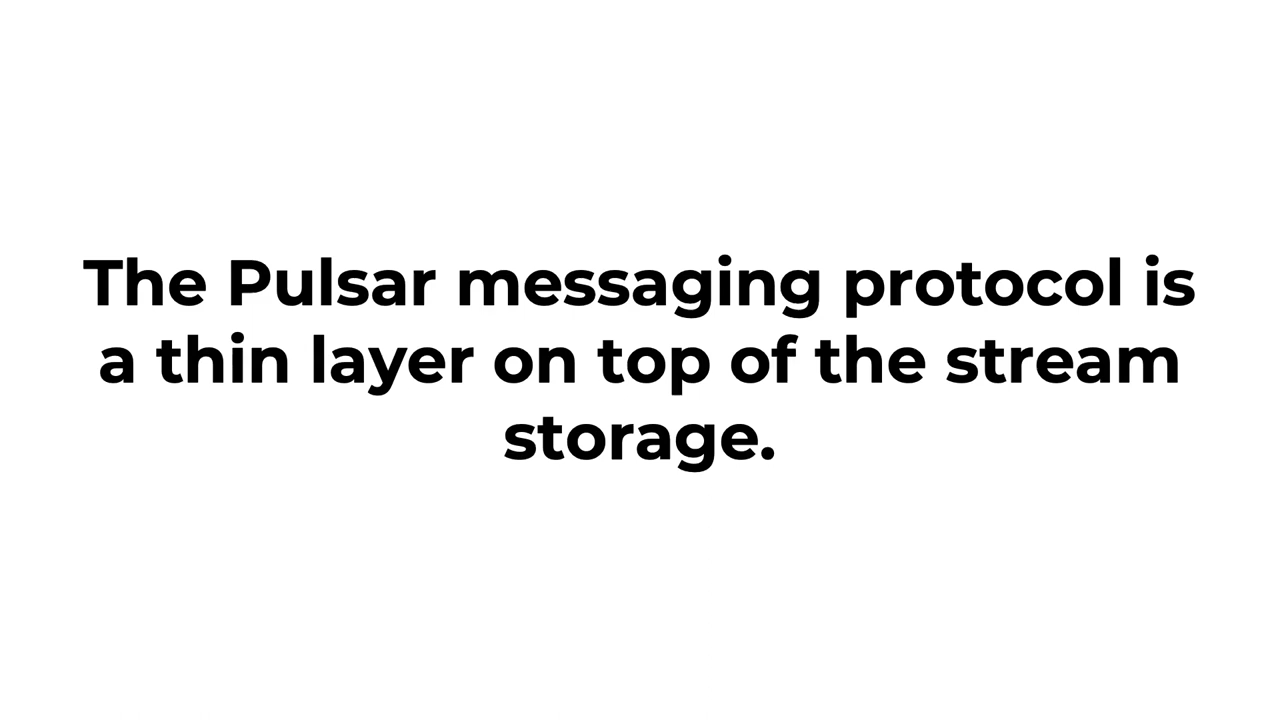 The Pulsar messaging protocol is
a thin layer on top of the stream
storage.